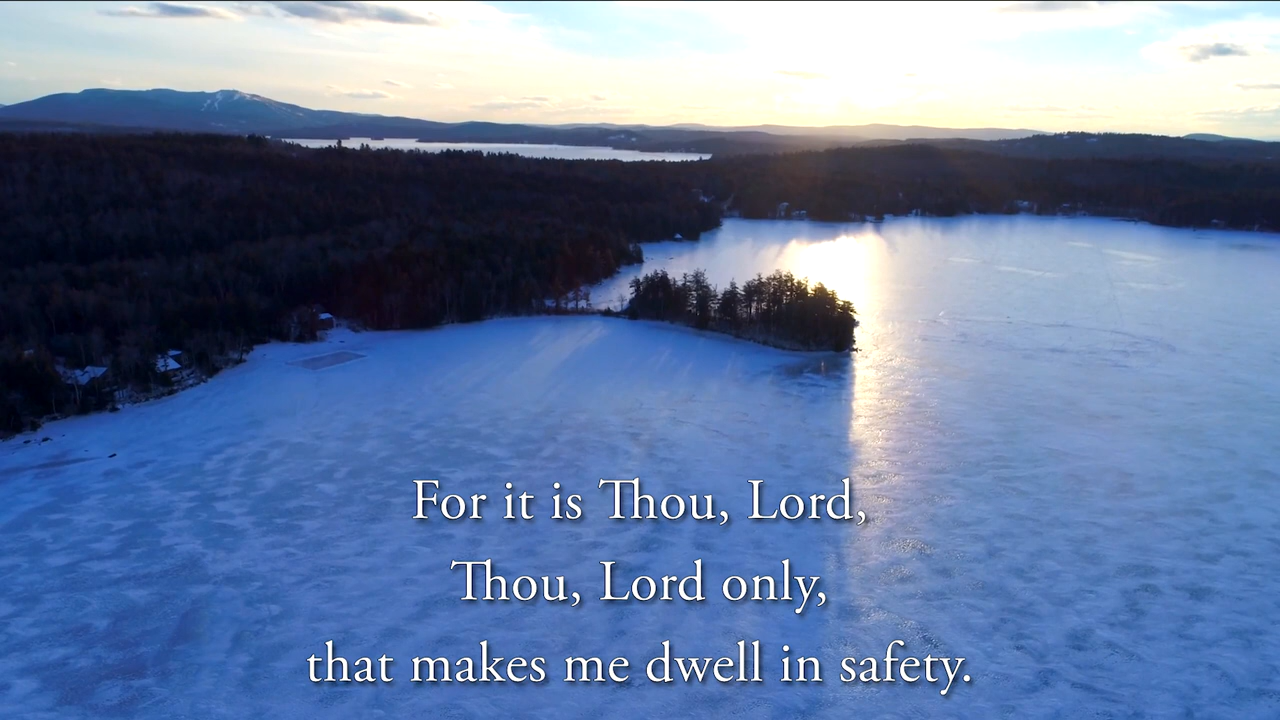 For it is Thou, Lord,
Thou, Lord only,
that makes me dwell in safety.